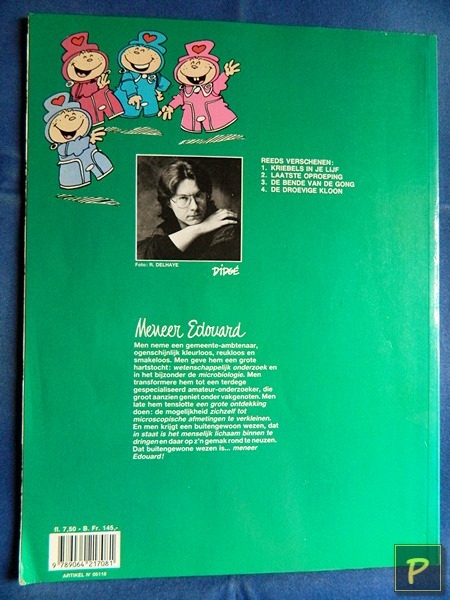 REEDS VERSCHENEN:
1. KRIEBELS IN JE LIJF
2. LAATSTE OPROEPING
3. DE BENDE VAN DE GONG
4. DE DROEVIGE KLOON
Foto: R. DELHAYE
DIDGÉ
Meneer Edouard
Men neme een gemeente-ambtenaar,
ogenschijnlijk kleurloos, reukloos en
smakeloos. Men geve hem een grote
hartstocht: wetenschappelijk onderzoek en
in het bijzonder de microbiologie. Men
transformere hem tot een terdege
gespecialiseerd amateur-onderzoeker, die
groot aanzien geniet onder vakgenoten. Men
late hem tenslotte een grote ontdekking
doen: de mogelijkheid zichzelf tot
microscopische afmetingen te verkleinen.
En men krijgt een buitengewoon wezen, dat
in staat is het menselijk lichaam binnen te
dringen en daar op z'n gemak rond te neuzen.
Dat buitengewone wezen is... meneer
Edouard!
fl. 7,50 - B. Fr. 145,-
9 789064 217081
ARTIKEL N° 05118
P